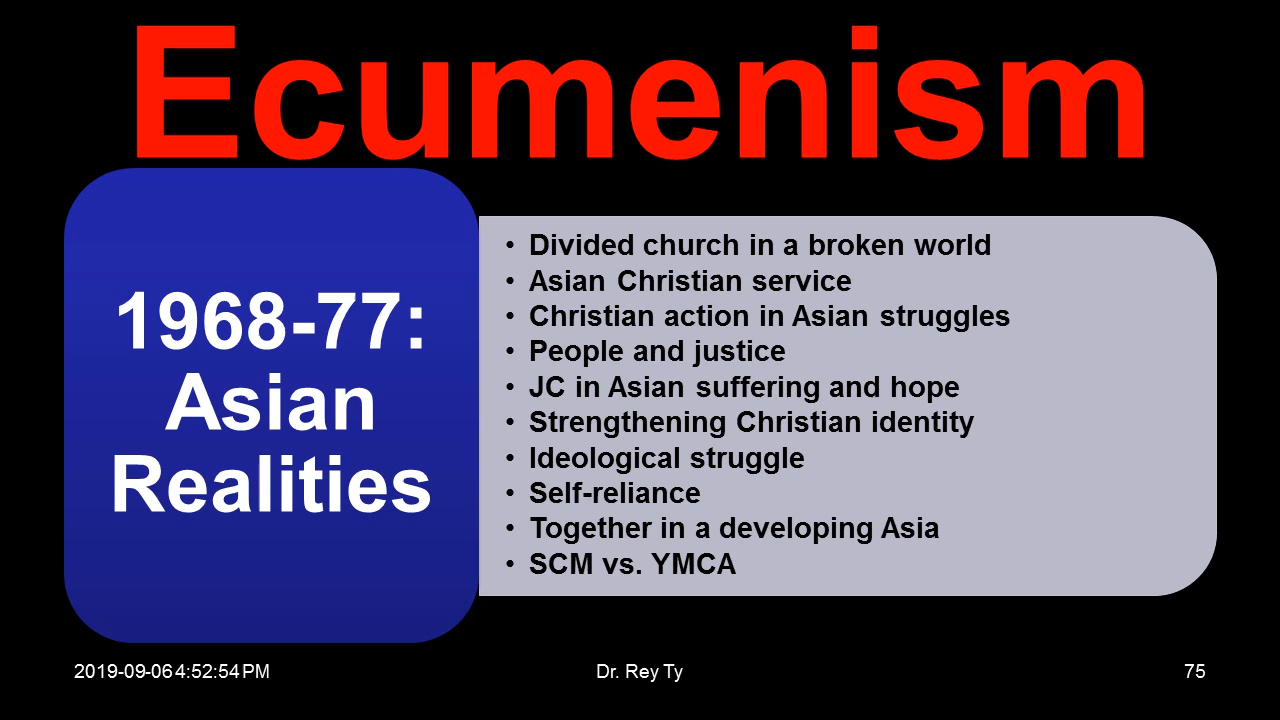 Ecumenism
1968-77:
Asian
Realities
• Divided church in a broken world
• Asian Christian service
• Christian action in Asian struggles
• People and justice
• JC in Asian suffering and hope
• Strengthening Christian identity
• Ideological struggle
• Self-reliance
• Together in a developing Asia
• SCM vs. YMCA
2019-09-06 4:52:54 PM
Dr. Rey Ty
75